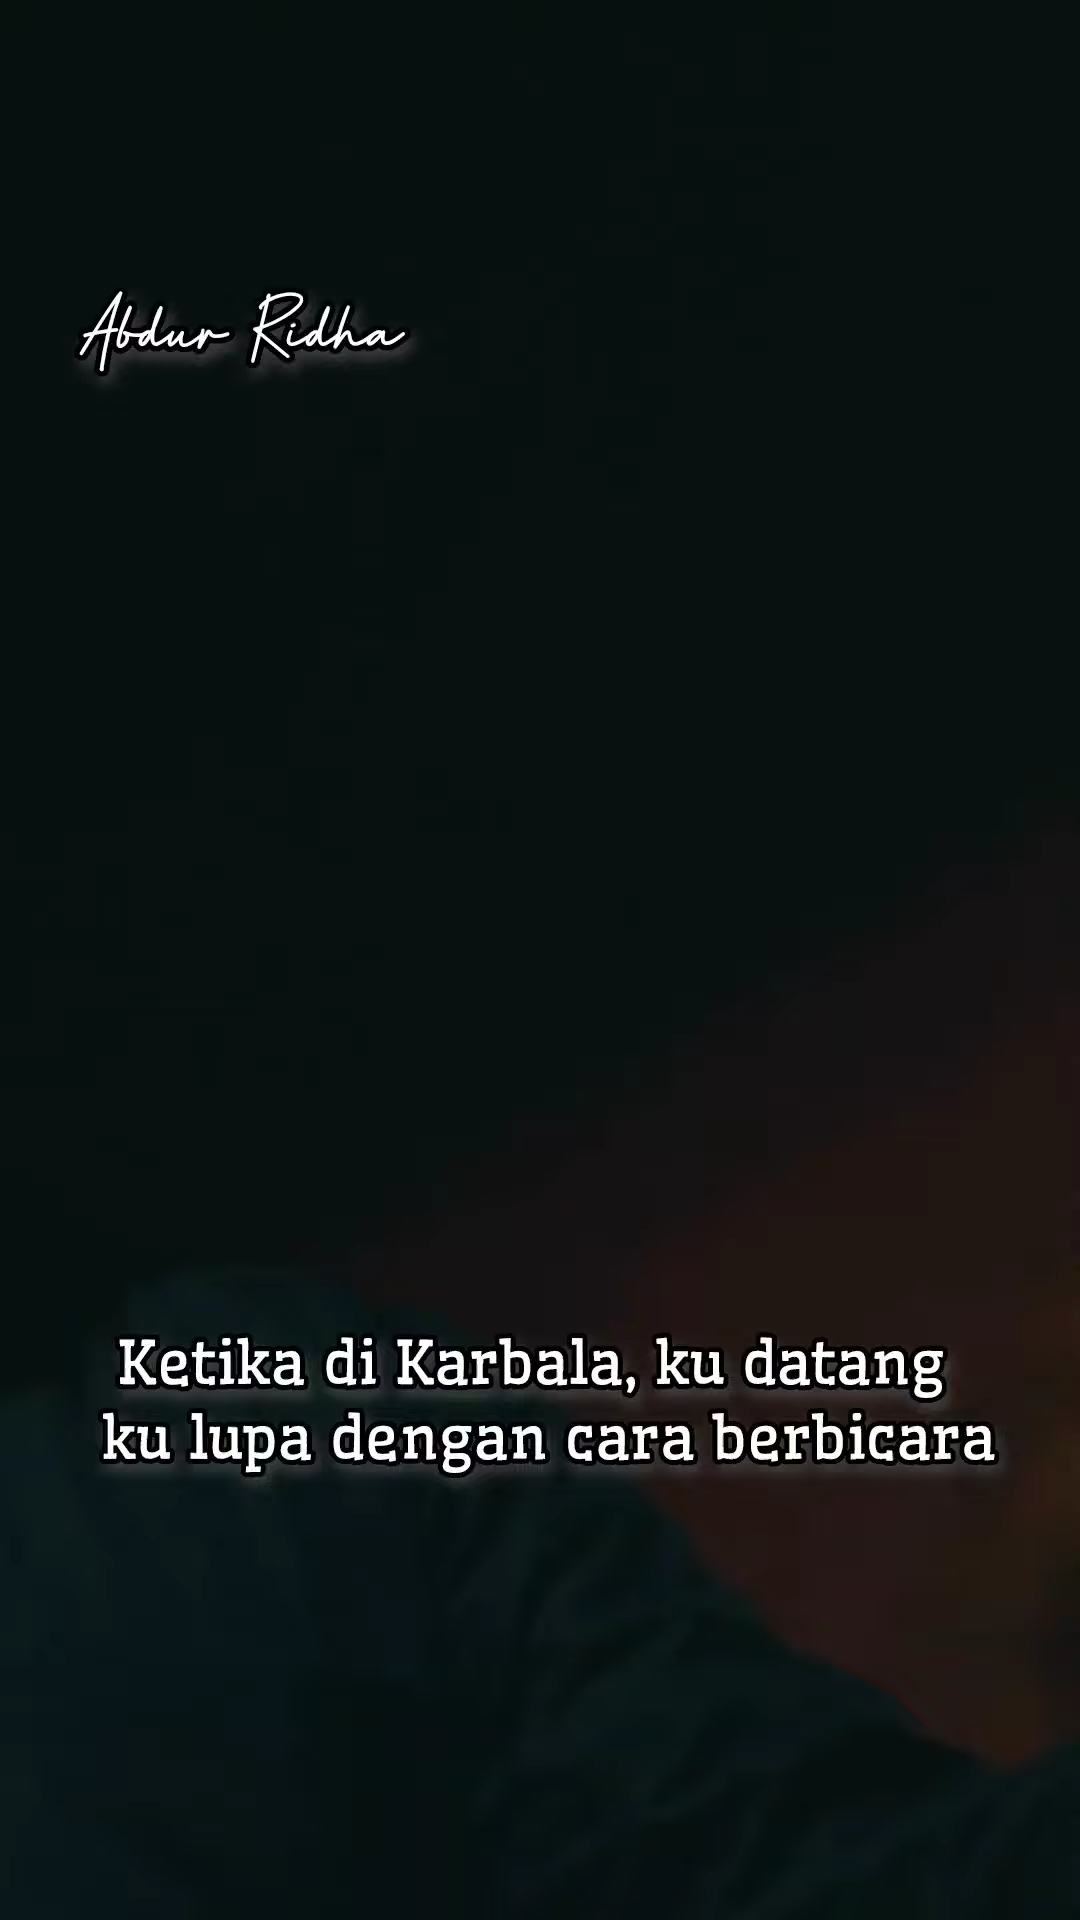 Abdur Ridha
Ketika di Karbala, ku datang
ku lupa dengan cara berbicara